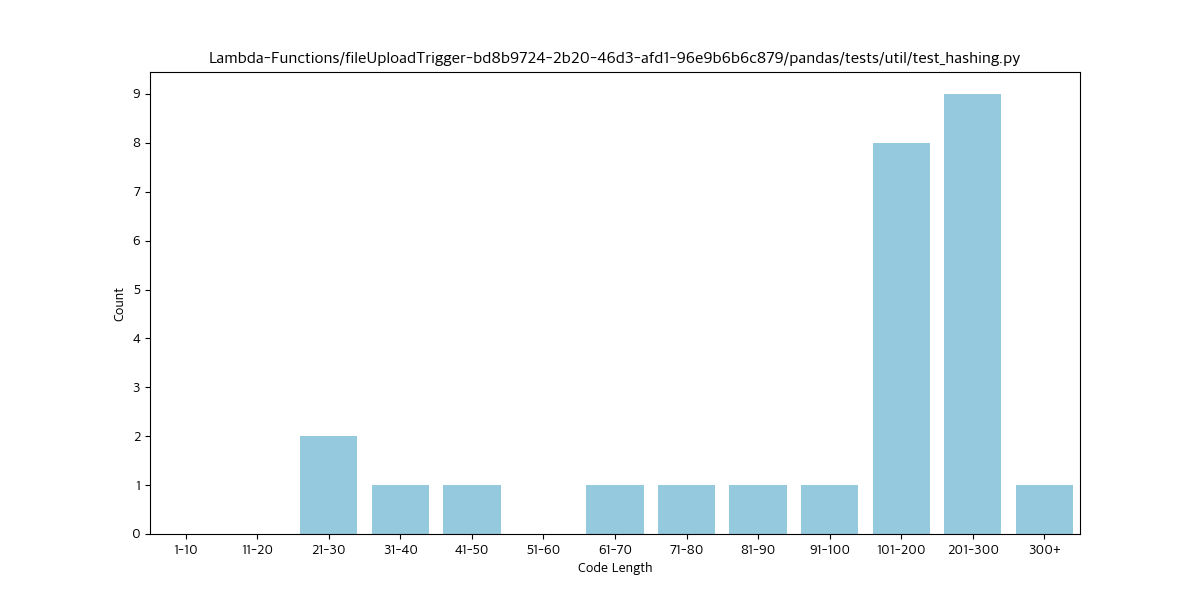 Lambda-Functions/fileUploadTrigger-bd8b9724-2b20-46d3-afd1-96e9b6b6c879/pandas/tests/util/test_hashing.py
9
8
7
6
5
4
3
2
1
0
Count
1-10 11-20 21-30 31-40 41-50 51-60 61-70 71-80 81-90 91-100 101-200 201-300 300+
Code Length